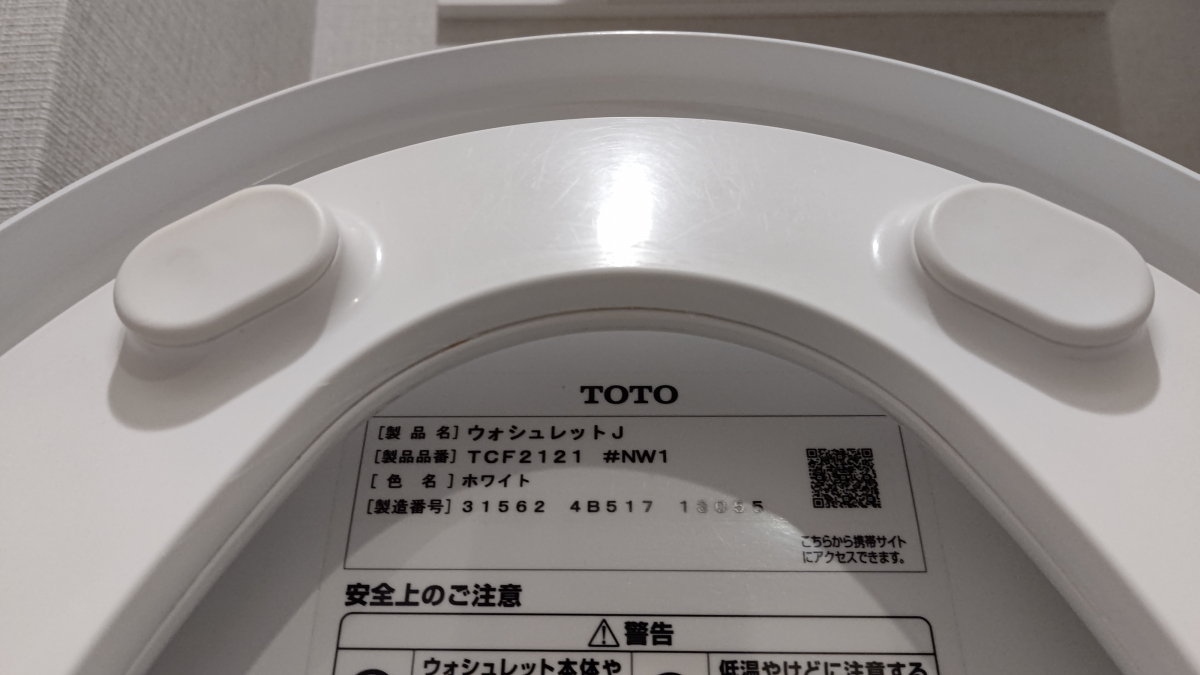 TOTO
[製品名] ウォシュレットJ
[製品品番] TCF2121 #NW1
[色名] ホワイト
[製造番号] 31562 4B517
こちらから携帯サイト
にアクセスできます。
安全上のご注意
警告
ウォシュレット本体や
低温やけどに注意する